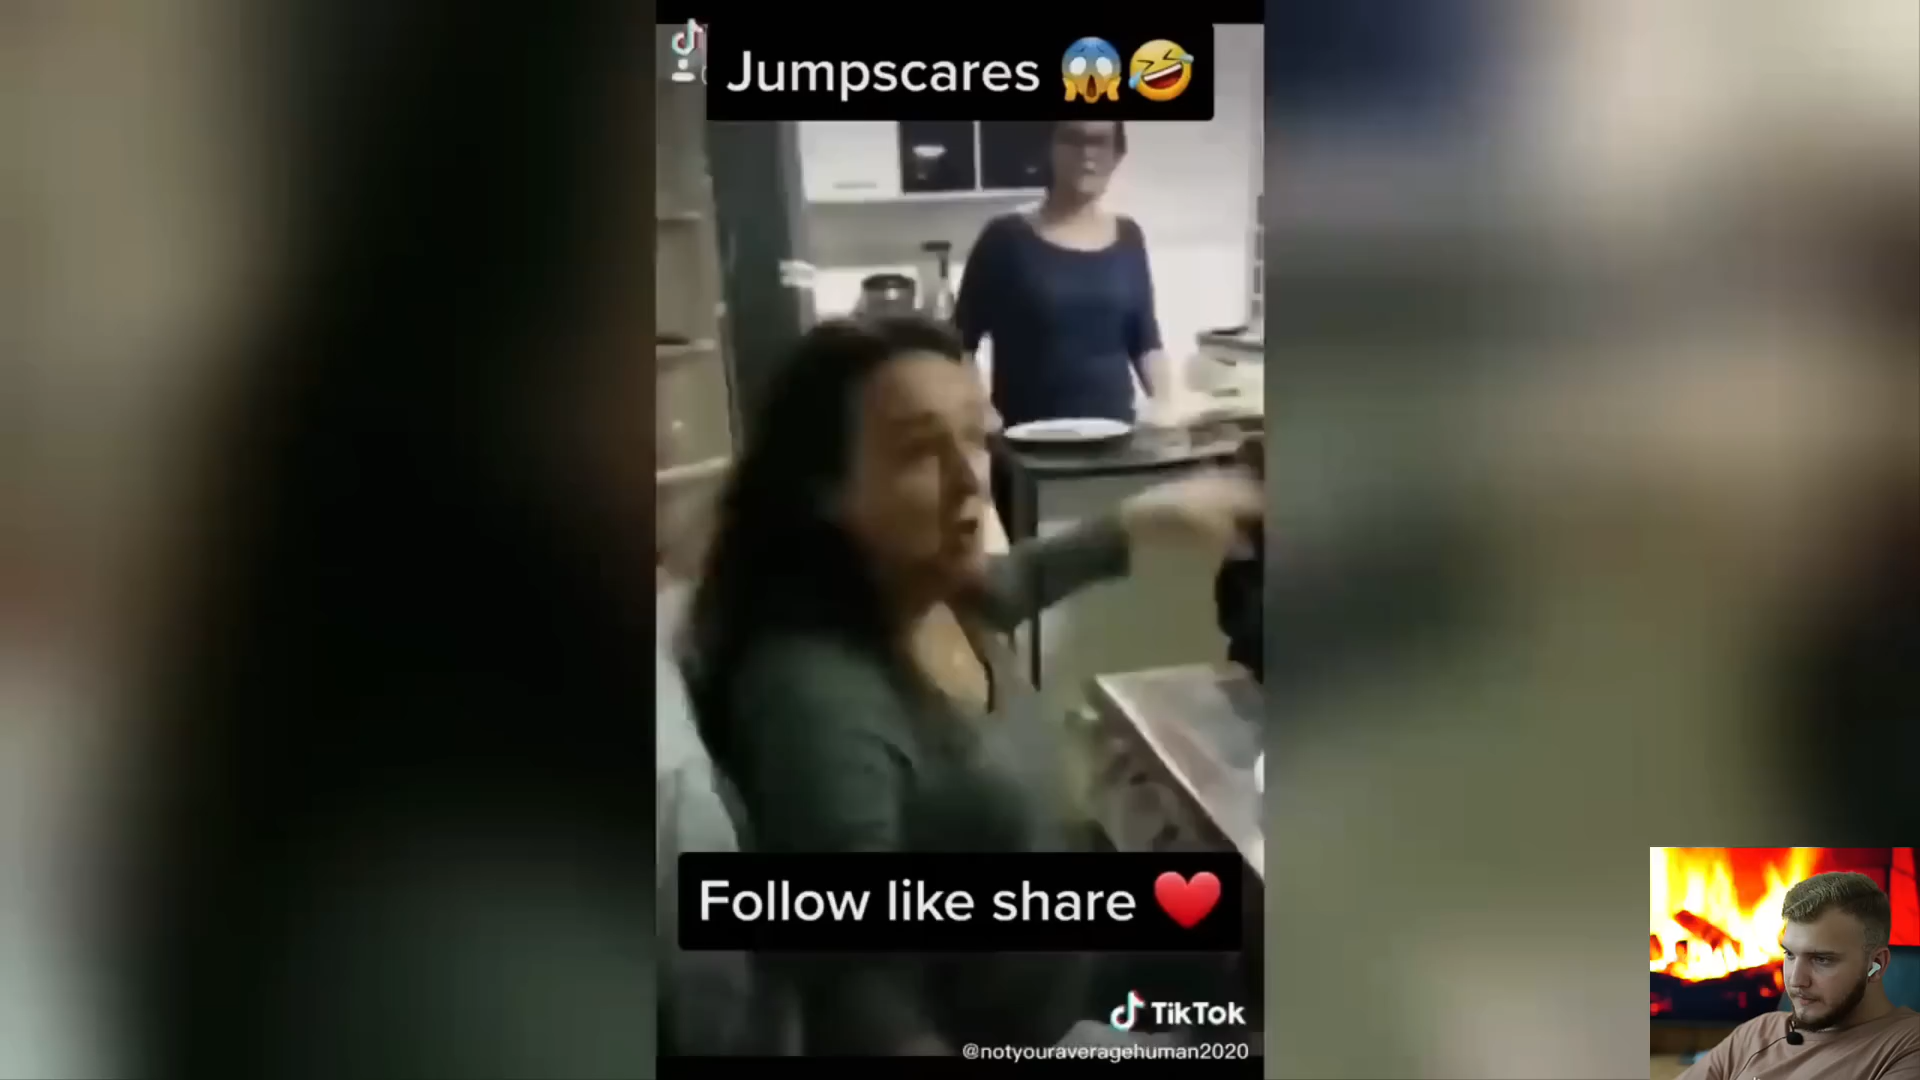 Jumpscares 😱🤣
Follow like share ❤️
TikTok
@notyouraveragehuman2020